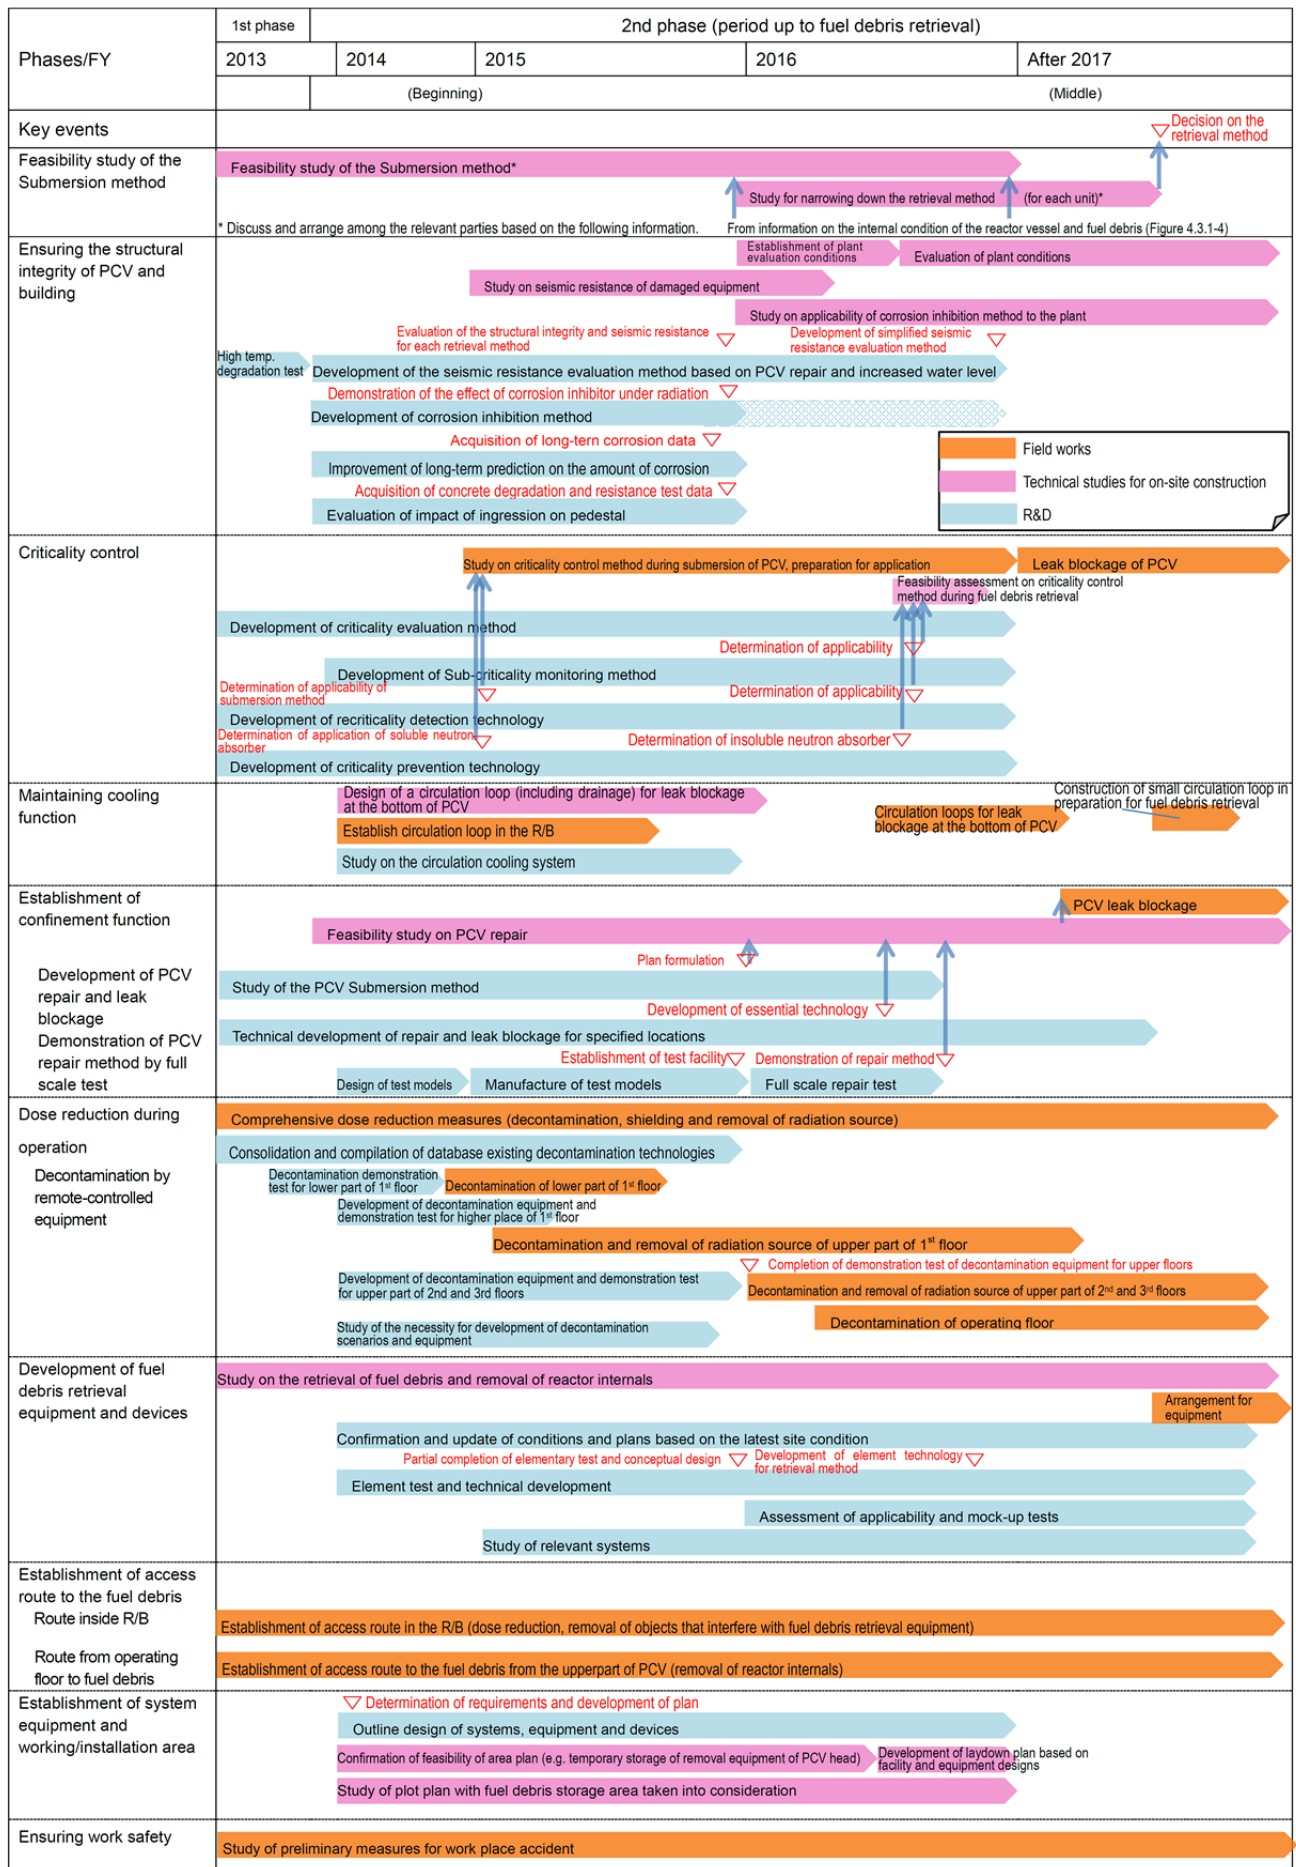 Phases/FY
1st phase
2nd phase (period up to fuel debris retrieval)
2013
2014
2015
2016
After 2017
(Beginning)
(Middle)
Key events
Decision on the
retrieval method
Feasibility study of the
Submersion method
Feasibility study of the Submersion method*
Study for narrowing down the retrieval method
(for each unit)*
* Discuss and arrange among the relevant parties based on the following information.
From information on the internal condition of the reactor vessel and fuel debris (Figure 4.3.1-4)
Ensuring the structural
integrity of PCV and
building
Establishment of plant
evaluation conditions
Evaluation of plant conditions
Study on seismic resistance of damaged equipment
Study on applicability of corrosion inhibition method to the plant
Evaluation of the structural integrity and seismic resistance
for each retrieval method
Development of simplified seismic
resistance evaluation method
High temp.
degradation test
Development of the seismic resistance evaluation method based on PCV repair and increased water level
Demonstration of the effect of corrosion inhibitor under radiation
Development of corrosion inhibition method
Acquisition of long-tern corrosion data
Improvement of long-term prediction on the amount of corrosion
Acquisition of concrete degradation and resistance test data
Evaluation of impact of ingression on pedestal
Field works
Technical studies for on-site construction
R&D
Criticality control
Study on criticality control method during submersion of PCV, preparation for application
Leak blockage of PCV
Feasibility assessment on criticality control
method during fuel debris retrieval
Development of criticality evaluation method
Determination of applicability
Development of Sub-criticality monitoring method
Determination of applicability of
submersion method
Determination of applicability
Development of recriticality detection technology
Determination of application of soluble neutron
absorber
Determination of insoluble neutron absorber
Development of criticality prevention technology
Maintaining cooling
function
Design of a circulation loop (including drainage) for leak blockage
at the bottom of PCV
Construction of small circulation loop in
preparation for fuel debris retrieval
Circulation loops for leak
blockage at the bottom of PCV
Establish circulation loop in the R/B
Study on the circulation cooling system
Establishment of
confinement function
PCV leak blockage
Feasibility study on PCV repair
Plan formulation
Development of PCV
repair and leak
blockage
Study of the PCV Submersion method
Development of essential technology
Demonstration of PCV
repair method by full
scale test
Technical development of repair and leak blockage for specified locations
Establishment of test facility
Demonstration of repair method
Design of test models
Manufacture of test models
Full scale repair test
Dose reduction during
operation
Comprehensive dose reduction measures (decontamination, shielding and removal of radiation source)
Consolidation and compilation of database existing decontamination technologies
Decontamination by
remote-controlled
equipment
Decontamination demonstration
test for lower part of 1st floor
Decontamination of lower part of 1st floor
Development of decontamination equipment and
demonstration test for higher place of 1st floor
Decontamination and removal of radiation source of upper part of 1st floor
Completion of demonstration test of decontamination equipment for upper floors
Development of decontamination equipment and demonstration test
for upper part of 2nd and 3rd floors
Decontamination and removal of radiation source of upper part of 2nd and 3rd floors
Decontamination of operating floor
Study of the necessity for development of decontamination
scenarios and equipment
Development of fuel
debris retrieval
equipment and devices
Study on the retrieval of fuel debris and removal of reactor internals
Arrangement for
equipment
Confirmation and update of conditions and plans based on the latest site condition
Partial completion of elementary test and conceptual design
Development of element technology
for retrieval method
Element test and technical development
Assessment of applicability and mock-up tests
Study of relevant systems
Establishment of access
route to the fuel debris
Route inside R/B
Establishment of access route in the R/B (dose reduction, removal of objects that interfere with fuel debris retrieval equipment)
Route from operating
floor to fuel debris
Establishment of access route to the fuel debris from the upperpart of PCV (removal of reactor internals)
Establishment of system
equipment and
working/installation area
Determination of requirements and development of plan
Outline design of systems, equipment and devices
Confirmation of feasibility of area plan (e.g. temporary storage of removal equipment of PCV head)
Development of laydown plan based on
facility and equipment designs
Study of plot plan with fuel debris storage area taken into consideration
Ensuring work safety
Study of preliminary measures for work place accident